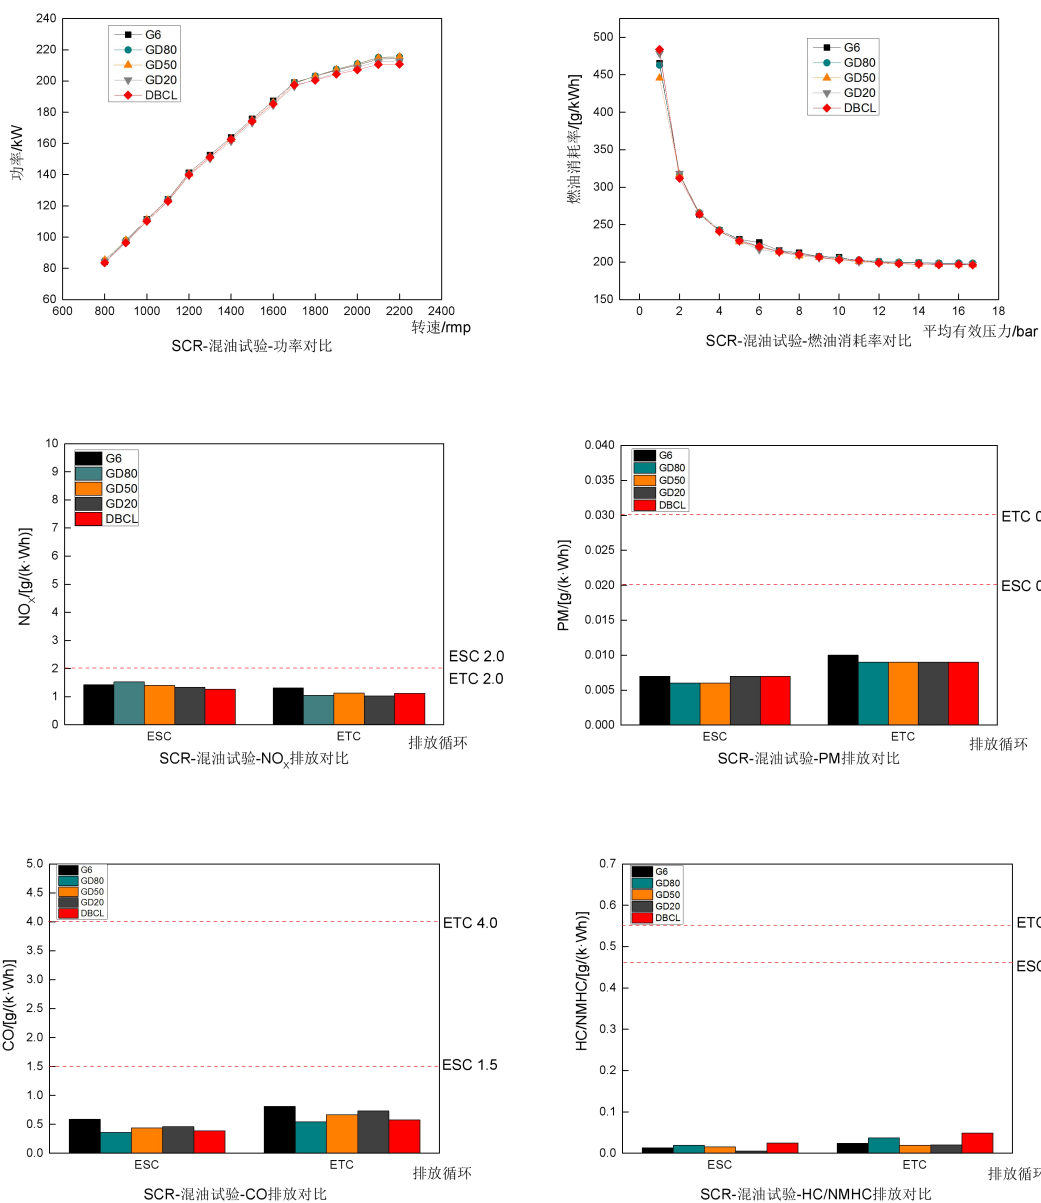 240
220
200
180
160
140
120
100
80
60
功率/kW
G6
GD80
GD50
GD20
DBCL
600 800 1000 1200 1400 1600 1800 2000 2200 2400
转速/rmp
SCR-混油试验-功率对比
500
450
400
350
300
250
200
150
燃油消耗率/[g/kWh]
G6
GD80
GD50
GD20
DBCL
0 2 4 6 8 10 12 14 16 18
平均有效压力/bar
SCR-混油试验-燃油消耗率对比
10
9
8
7
6
5
4
3
2
1
0
NOX/[g/(k·Wh)]
G6
GD80
GD50
GD20
DBCL
ESC 2.0
ETC 2.0
ESC ETC
排放循环
SCR-混油试验-NOX排放对比
0.040
0.035
0.030
0.025
0.020
0.015
0.010
0.005
0.000
PM/[g/(k·Wh)]
G6
GD80
GD50
GD20
DBCL
ETC 0
ESC 0
ESC ETC
排放循环
SCR-混油试验-PM排放对比
5.0
4.5
4.0
3.5
3.0
2.5
2.0
1.5
1.0
0.5
0.0
CO/[g/(k·Wh)]
G6
GD80
GD50
GD20
DBCL
ETC 4.0
ESC 1.5
ESC ETC
排放循环
SCR-混油试验-CO排放对比
0.7
0.6
0.5
0.4
0.3
0.2
0.1
0.0
HC/NMHC/[g/(k·Wh)]
G6
GD80
GD50
GD20
DBCL
ETC
ESC
ESC ETC
排放循环
SCR-混油试验-HC/NMHC排放对比